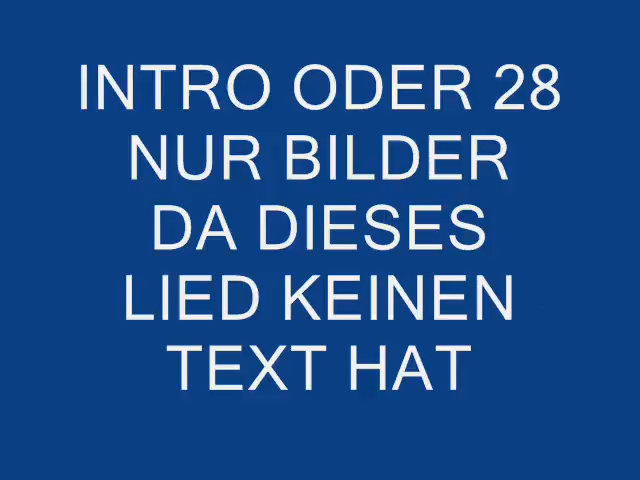 INTRO ODER 28
NUR BILDER
DA DIESES
LIED KEINEN
TEXT HAT